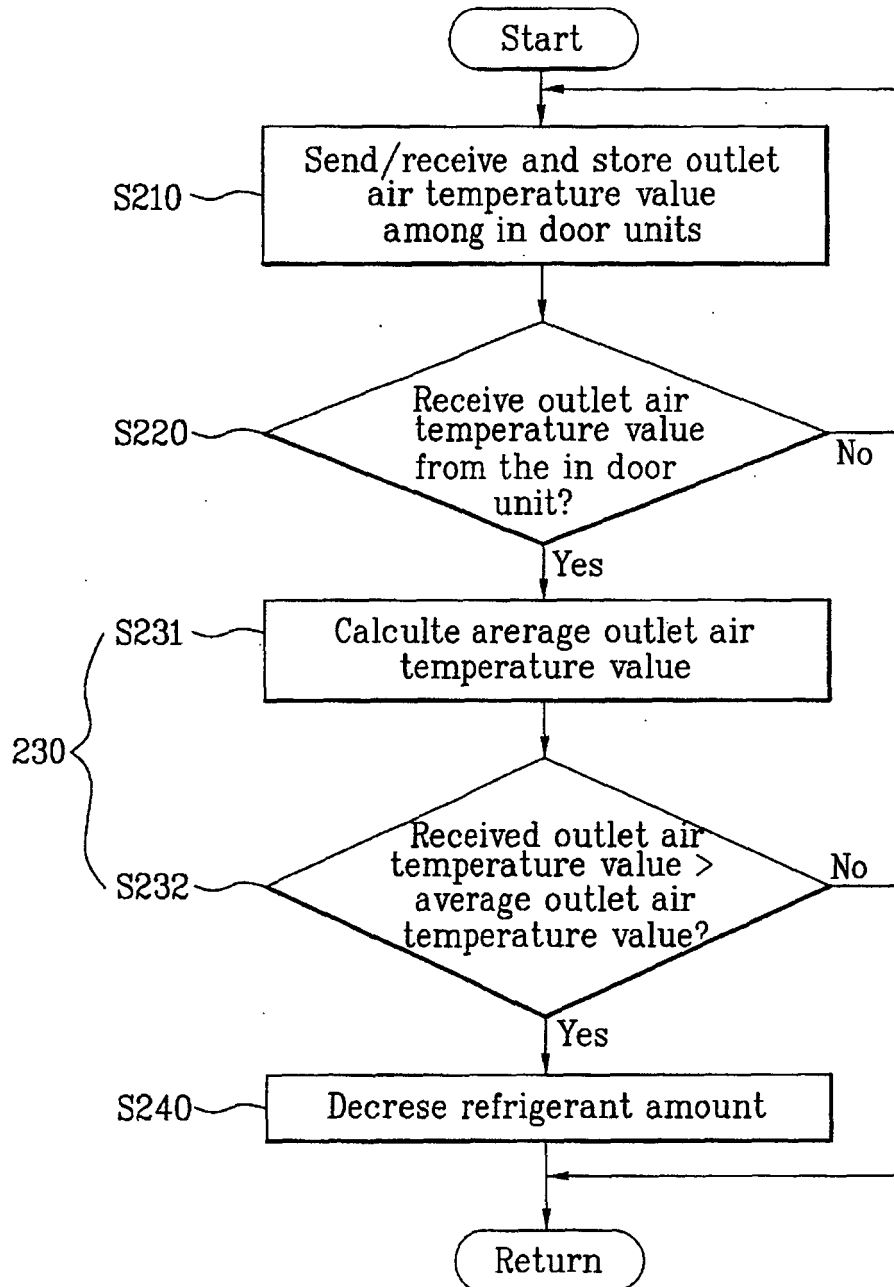 Start
S210
Send/receive and store outlet
air temperature value
among in door units
S220
Receive outlet air
temperature value
from the in door
unit?
No
Yes
S231
Calculte arerage outlet air
temperature value
230
S232
Received outlet air
temperature value >
average outlet air
temperature value?
No
Yes
S240
Decrese refrigerant amount
Return